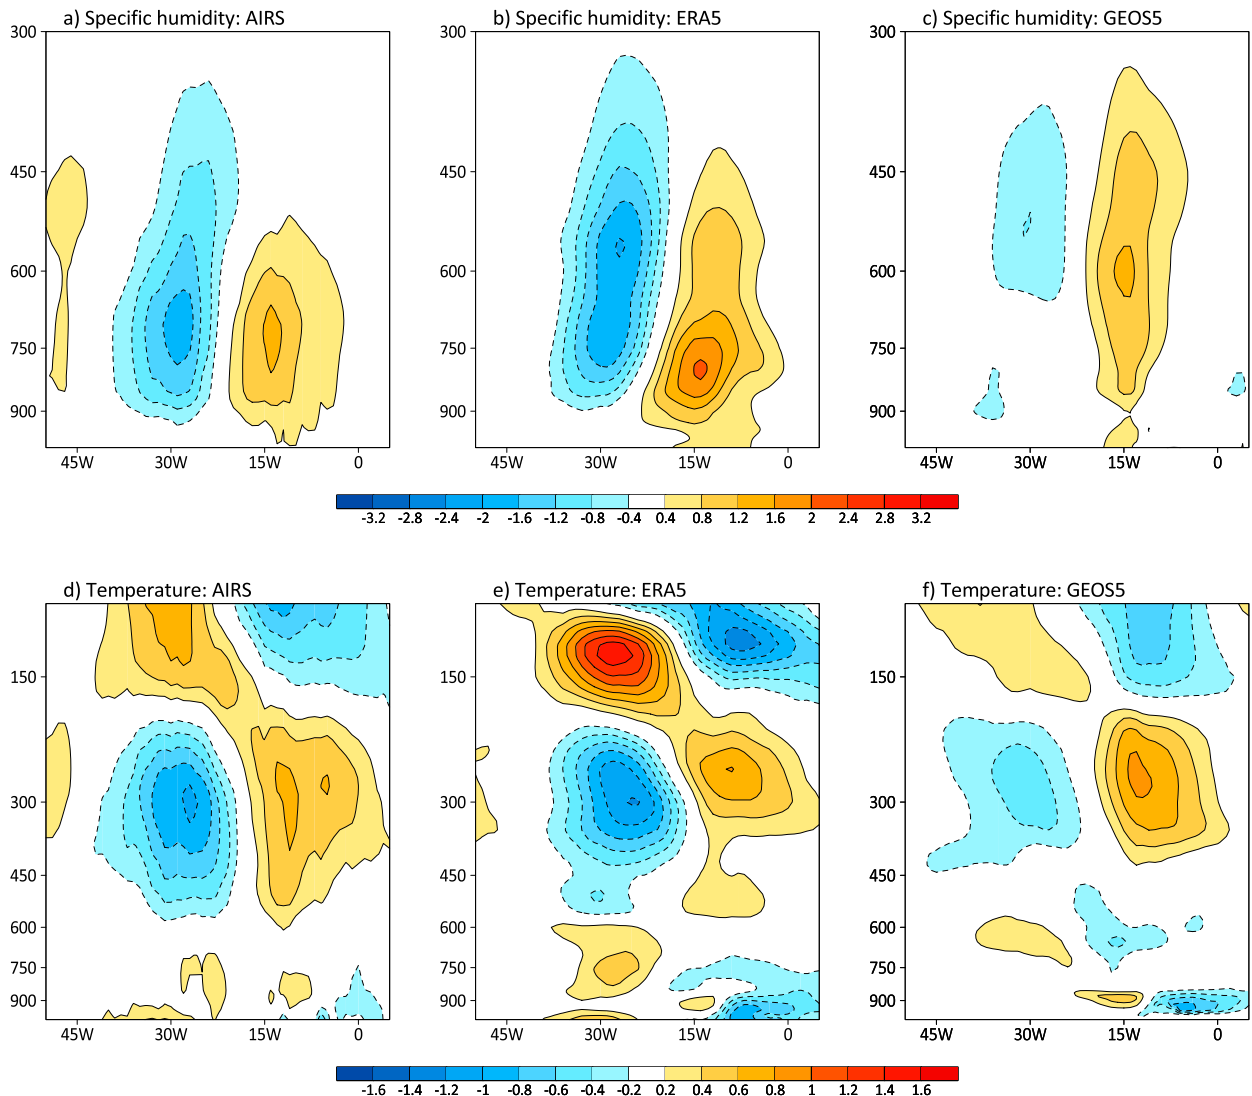 a) Specific humidity: AIRS
b) Specific humidity: ERA5
c) Specific humidity: GEOS5
300 300 300
450 450 450
600 600 600
750 750 750
900 900 900
45W 30W 15W 0 45W 30W 15W 0 45W 30W 15W 0
-3.2 -2.8 -2.4 -2 -1.6 -1.2 -0.8 -0.4 0.4 0.8 1.2 1.6 2 2.4 2.8 3.2
d) Temperature: AIRS
e) Temperature: ERA5
f) Temperature: GEOS5
150 150 150
300 300 300
450 450 450
600 600 600
750 750 750
900 900 900
45W 30W 15W 0 45W 30W 15W 0 45W 30W 15W 0
-1.6 -1.4 -1.2 -1 -0.8 -0.6 -0.4 -0.2 0.2 0.4 0.6 0.8 1 1.2 1.4 1.6